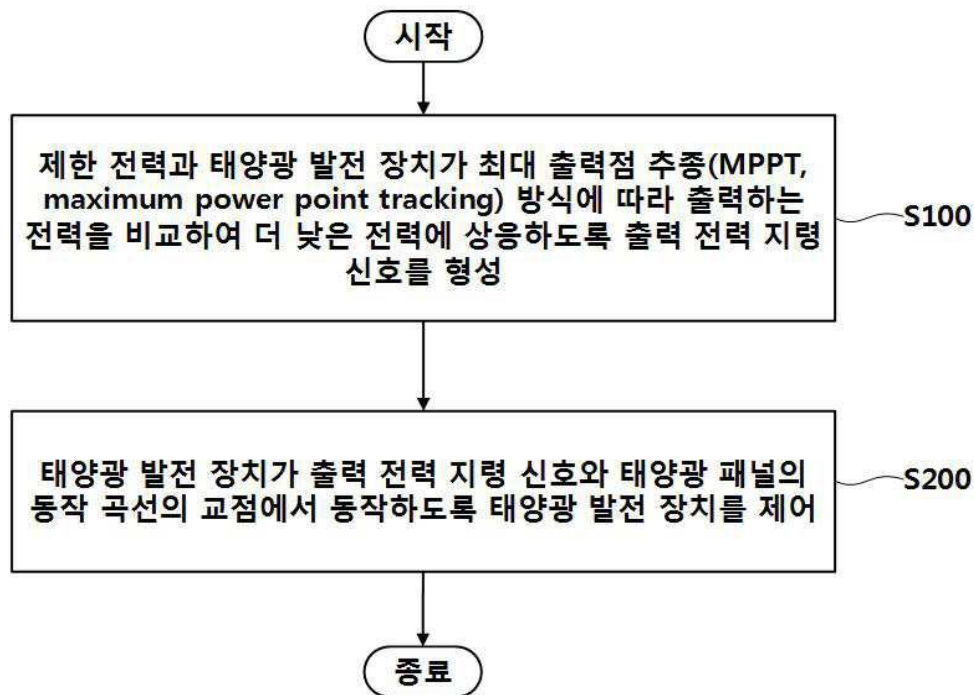 시작
제한 전력과 태양광 발전 장치가 최대 출력점 추종(MPPT,
maximum power point tracking) 방식에 따라 출력하는
전력을 비교하여 더 낮은 전력에 상응하도록 출력 전력 지령
신호를 형성
S100
태양광 발전 장치가 출력 전력 지령 신호와 태양광 패널의
동작 곡선의 교점에서 동작하도록 태양광 발전 장치를 제어
S200
종료